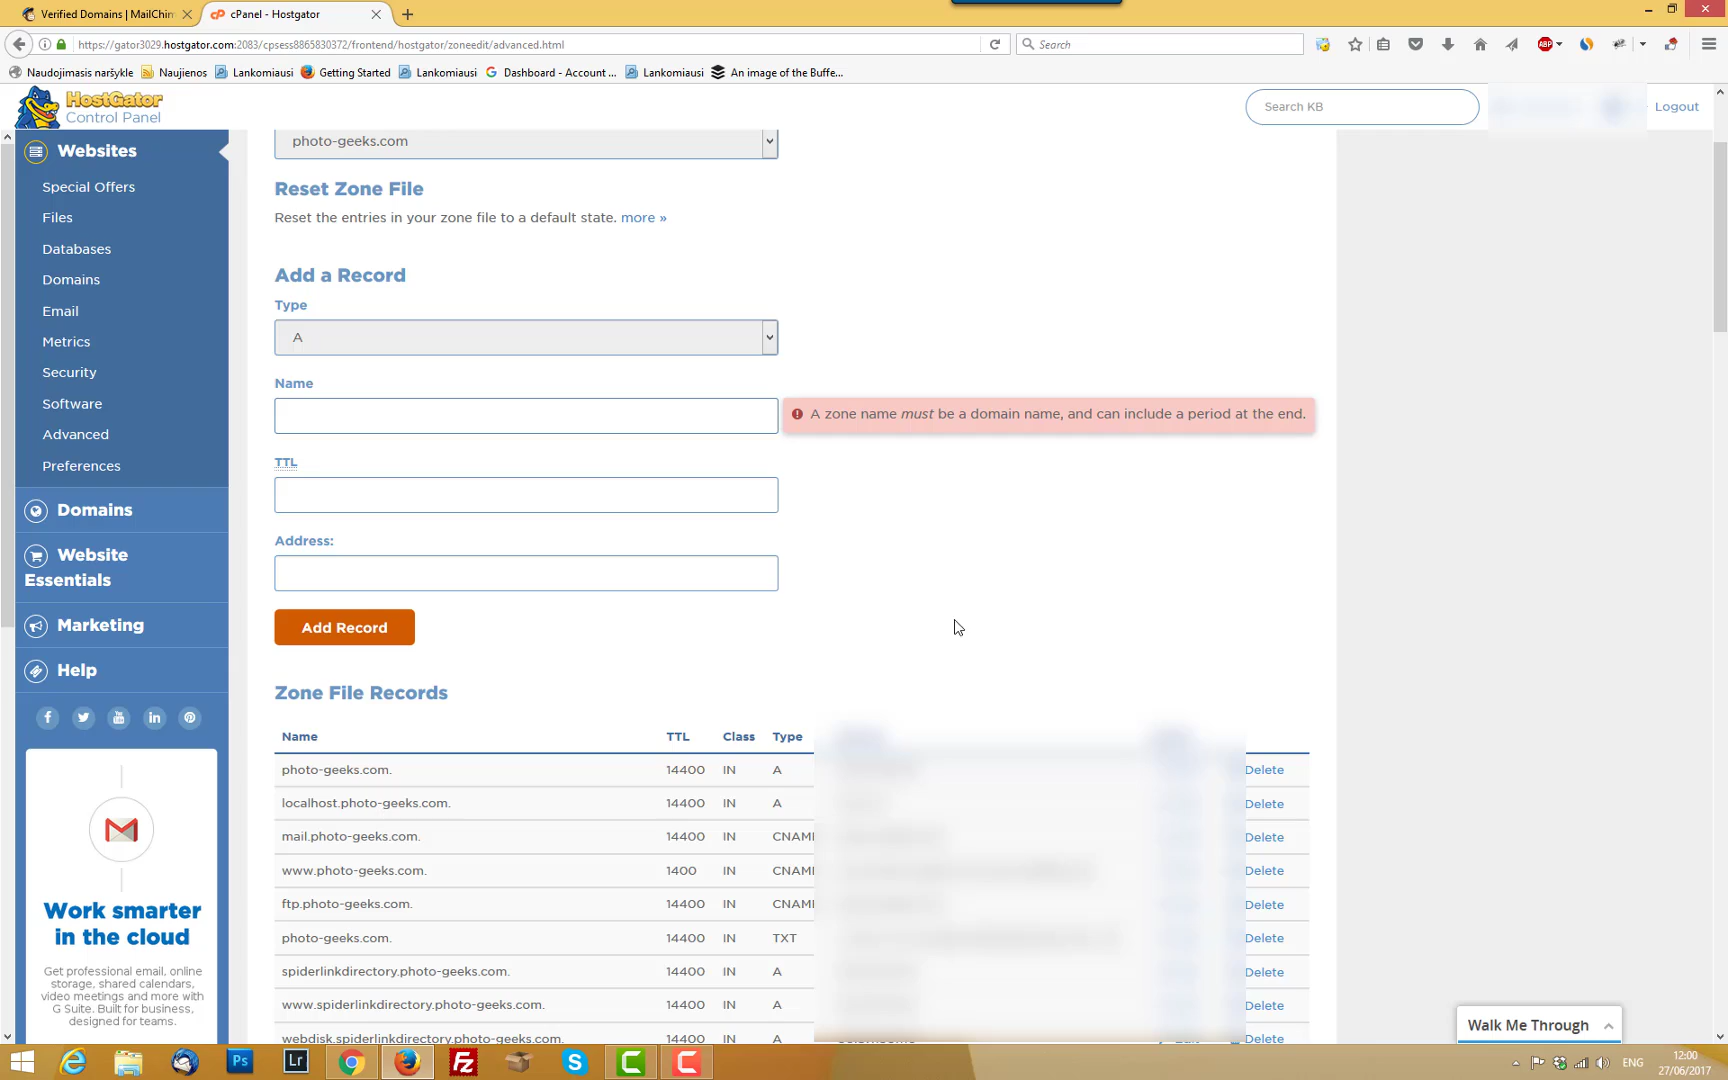 Verified Domains | MailChim
cPanel - Hostgator
https://gator3029.hostgator.com:2083/cpsess8865830372/frontend/hostgator/zoneedit/advanced.html
Search
Naudojimasis naršykle
Naujienos
Lankomiausi
Getting Started
Lankomiausi
Dashboard - Account ...
Lankomiausi
An image of the Buffe...
HostGator
Control Panel
Search KB
Logout
Websites
Special Offers
Files
Databases
Domains
Email
Metrics
Security
Software
Advanced
Preferences
Domains
Website
Essentials
Marketing
Help
Work smarter
in the cloud
Get professional email, online
storage, shared calendars,
video meetings and more with
G Suite. Built for business,
designed for teams.
photo-geeks.com
Reset Zone File
Reset the entries in your zone file to a default state. more »
Add a Record
Type
A
Name
A zone name must be a domain name, and can include a period at the end.
TTL
Address:
Add Record
Zone File Records
Name TTL Class Type
photo-geeks.com. 14400 IN A Delete
localhost.photo-geeks.com. 14400 IN A Delete
mail.photo-geeks.com. 14400 IN CNAM Delete
www.photo-geeks.com. 1400 IN CNAM Delete
ftp.photo-geeks.com. 14400 IN CNAM Delete
photo-geeks.com. 14400 IN TXT Delete
spiderlinkdirectory.photo-geeks.com. 14400 IN A Delete
www.spiderlinkdirectory.photo-geeks.com. 14400 IN A Delete
webdisk.spiderlinkdirectory.photo-geeks.com. 14400 IN A Delete
Walk Me Through
ABP
Ps
Lr
Fz
ENG
12:00
27/06/2017